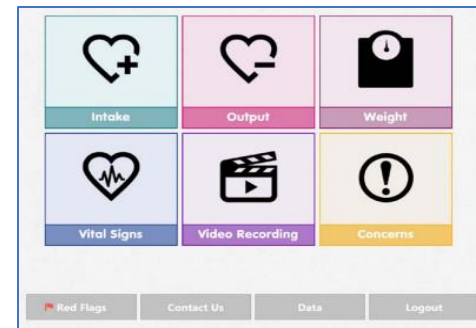 Intake Output Weight
Vital Signs Video Recording Concerns
Red Flags Contact Us Data Logout